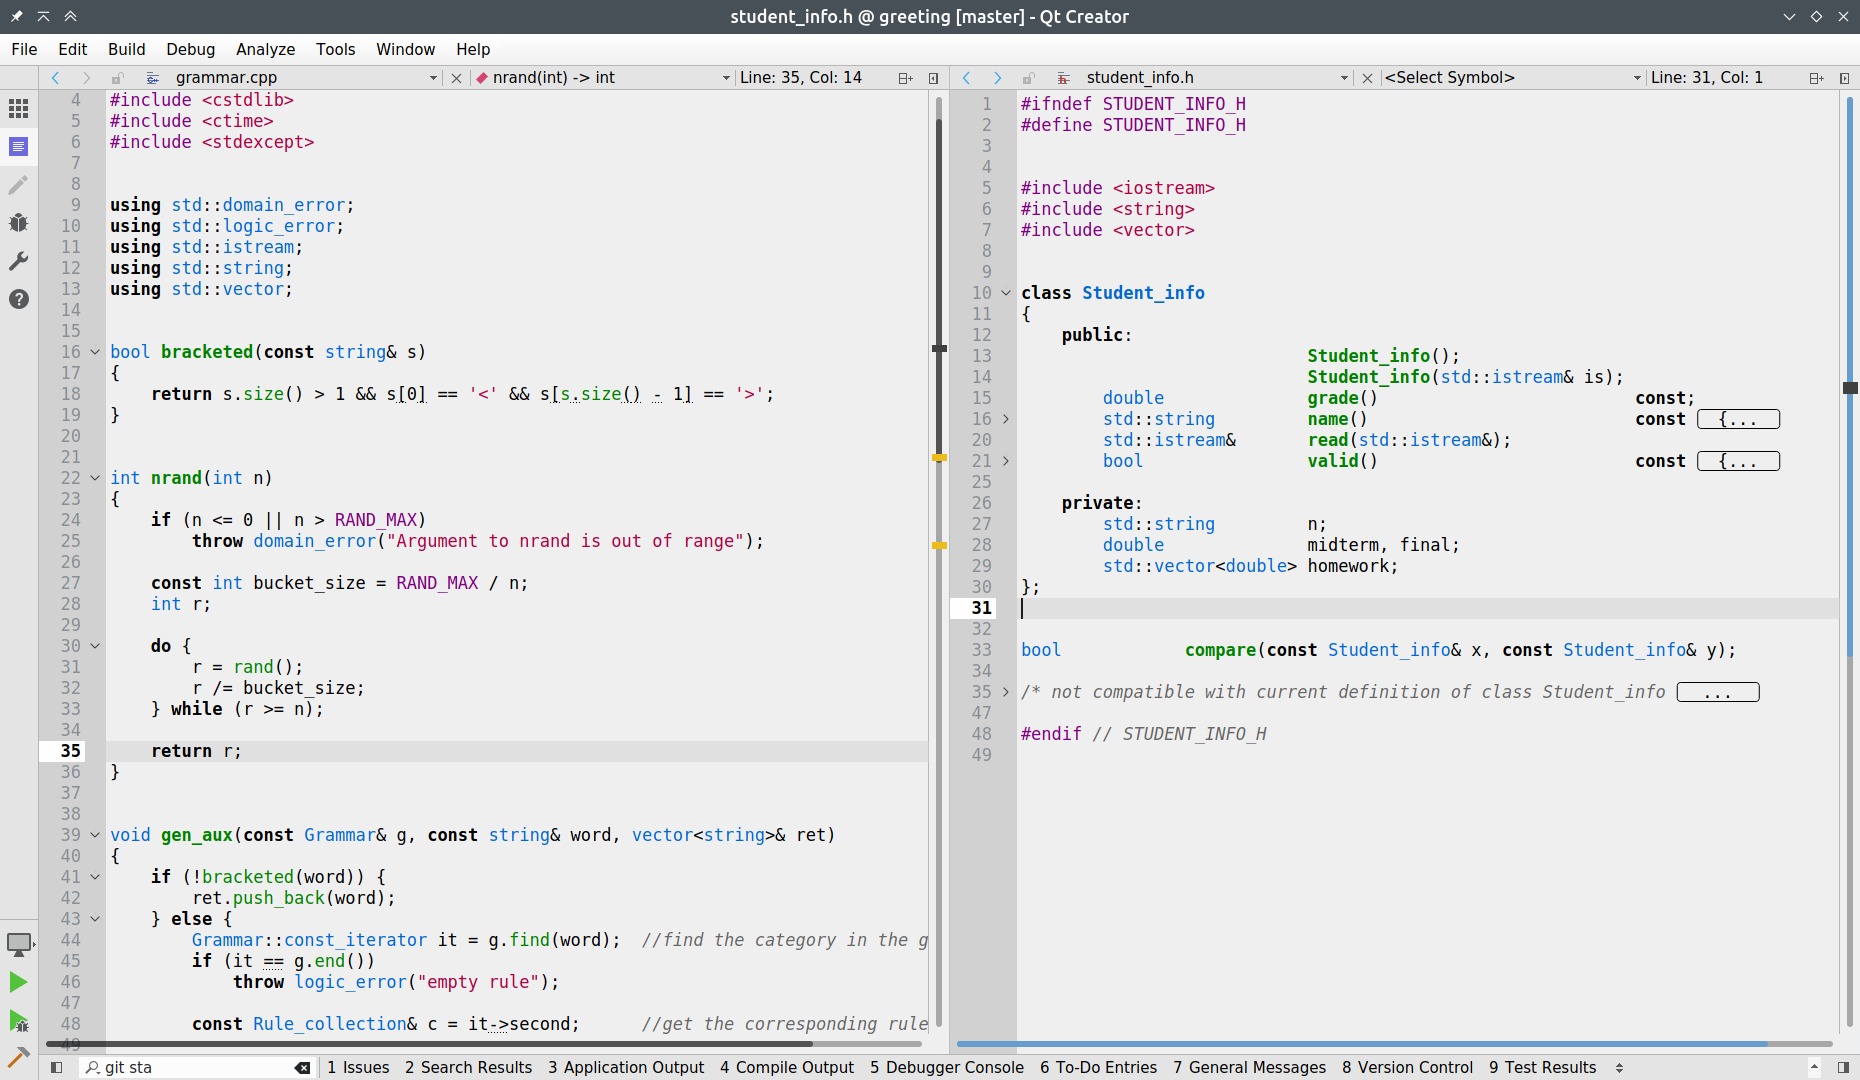 student_info.h @ greeting [master] - Qt Creator
File Edit Build Debug Analyze Tools Window Help
grammar.cpp nrand(int) -> int Line: 35, Col: 14
4 #include <cstdlib>
5 #include <ctime>
6 #include <stdexcept>
7
8
9 using std::domain_error;
10 using std::logic_error;
11 using std::istream;
12 using std::string;
13 using std::vector;
14
15
16 bool bracketed(const string& s)
17 {
18     return s.size() > 1 && s[0] == '<' && s[s.size() - 1] == '>';
19 }
20
21
22 int nrand(int n)
23 {
24     if (n <= 0 || n > RAND_MAX)
25         throw domain_error("Argument to nrand is out of range");
26
27     const int bucket_size = RAND_MAX / n;
28     int r;
29
30     do {
31         r = rand();
32         r /= bucket_size;
33     } while (r >= n);
34
35     return r;
36 }
37
38
39 void gen_aux(const Grammar& g, const string& word, vector<string>& ret)
40 {
41     if (!bracketed(word)) {
42         ret.push_back(word);
43     } else {
44         Grammar::const_iterator it = g.find(word);  //find the category in the g
45         if (it == g.end())
46             throw logic_error("empty rule");
47
48         const Rule_collection& c = it->second;      //get the corresponding rule
49
student_info.h <Select Symbol> Line: 31, Col: 1
1 #ifndef STUDENT_INFO_H
2 #define STUDENT_INFO_H
3
4
5 #include <iostream>
6 #include <string>
7 #include <vector>
8
9
10 class Student_info
11 {
12     public:
13                             Student_info();
14                             Student_info(std::istream& is);
15         double              grade()                         const;
16         std::string         name()                          const {...
20         std::istream&       read(std::istream&);
21         bool                valid()                         const {...
25
26     private:
27         std::string         n;
28         double              midterm, final;
29         std::vector<double> homework;
30 };
31
32
33 bool            compare(const Student_info& x, const Student_info& y);
34
35 /* not compatible with current definition of class Student_info ...
47
48 #endif // STUDENT_INFO_H
49
git sta 1 Issues 2 Search Results 3 Application Output 4 Compile Output 5 Debugger Console 6 To-Do Entries 7 General Messages 8 Version Control 9 Test Results